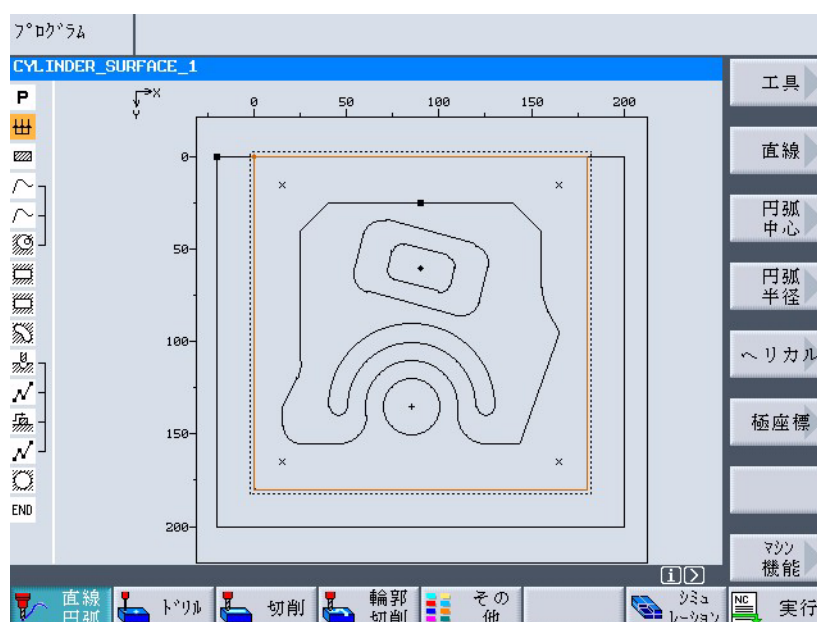 プログラム
CYLINDER_SURFACE_1
工具
P
X
Y
0 50 100 150 200
直線
0
円弧
中心
50
円弧
半径
100
ヘリカル
極座標
150
END
200
マシン
機能
i
直線
円弧
ドリル
切削
輪郭
切削
その
他
シミュ
レーション
NC
実行